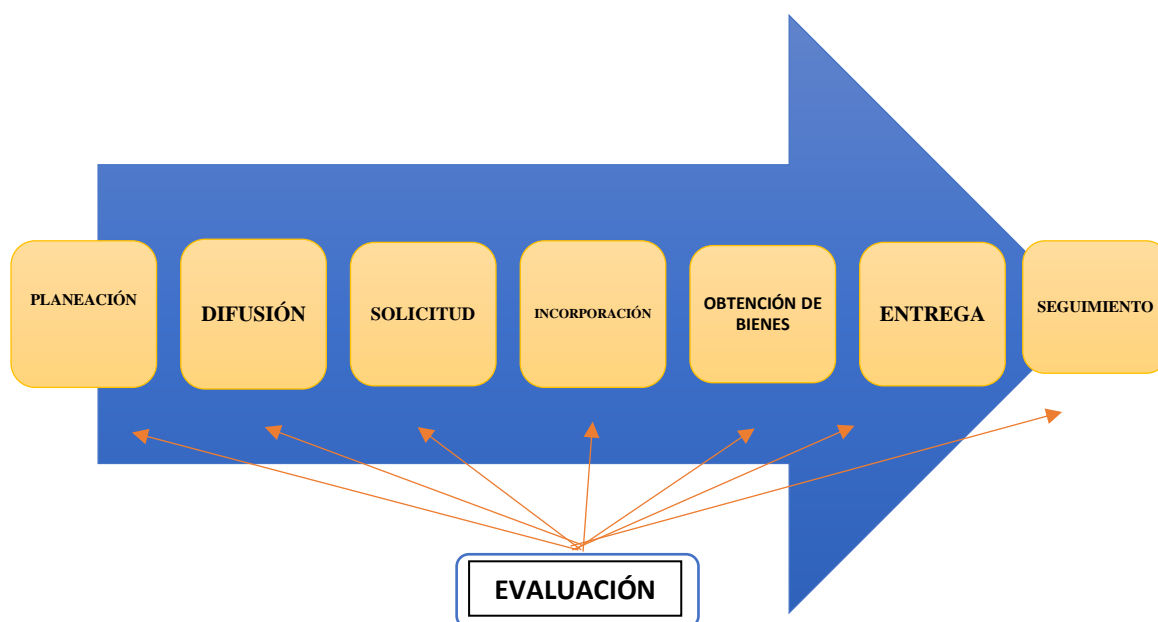 PLANEACIÓN
DIFUSIÓN
SOLICITUD
INCORPORACIÓN
OBTENCIÓN DE
BIENES
ENTREGA
SEGUIMIENTO
EVALUACIÓN